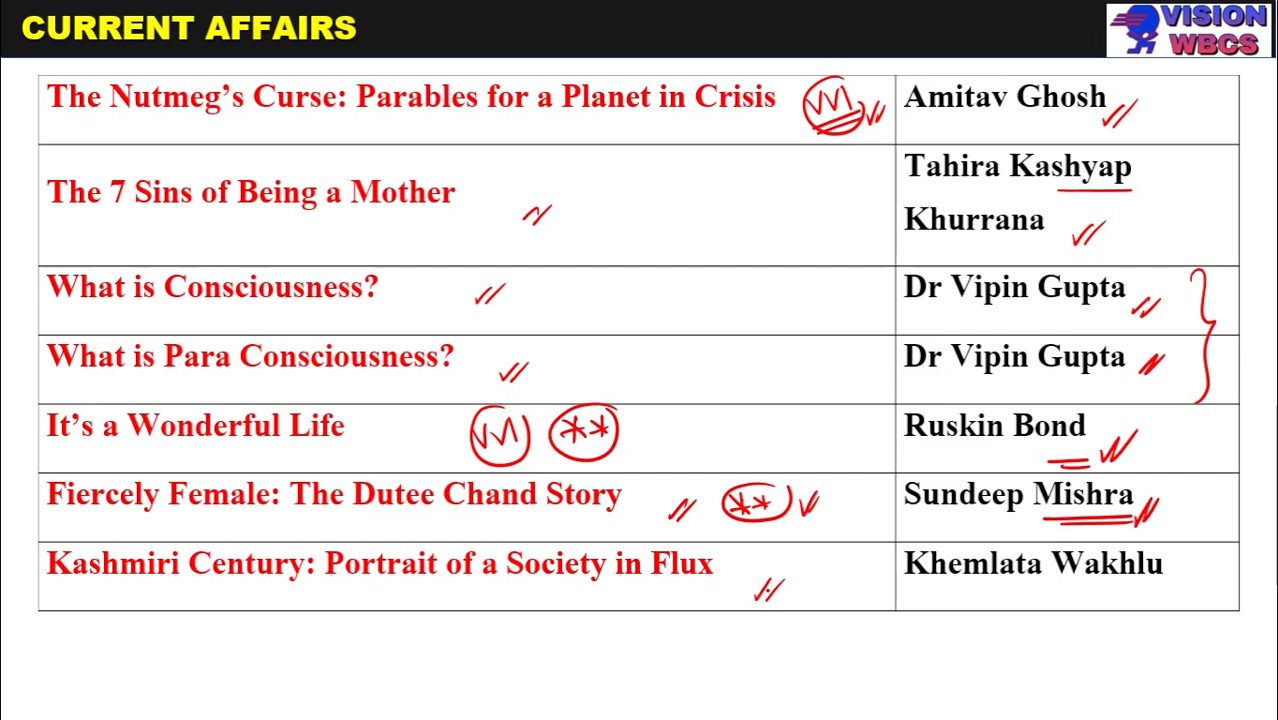 CURRENT AFFAIRS
VISION
WBCS
The Nutmeg’s Curse: Parables for a Planet in Crisis
Amitav Ghosh
The 7 Sins of Being a Mother
Tahira Kashyap
Khurrana
What is Consciousness?
Dr Vipin Gupta
What is Para Consciousness?
Dr Vipin Gupta
It’s a Wonderful Life
Ruskin Bond
Fiercely Female: The Dutee Chand Story
Sundeep Mishra
Kashmiri Century: Portrait of a Society in Flux
Khemlata Wakhlu